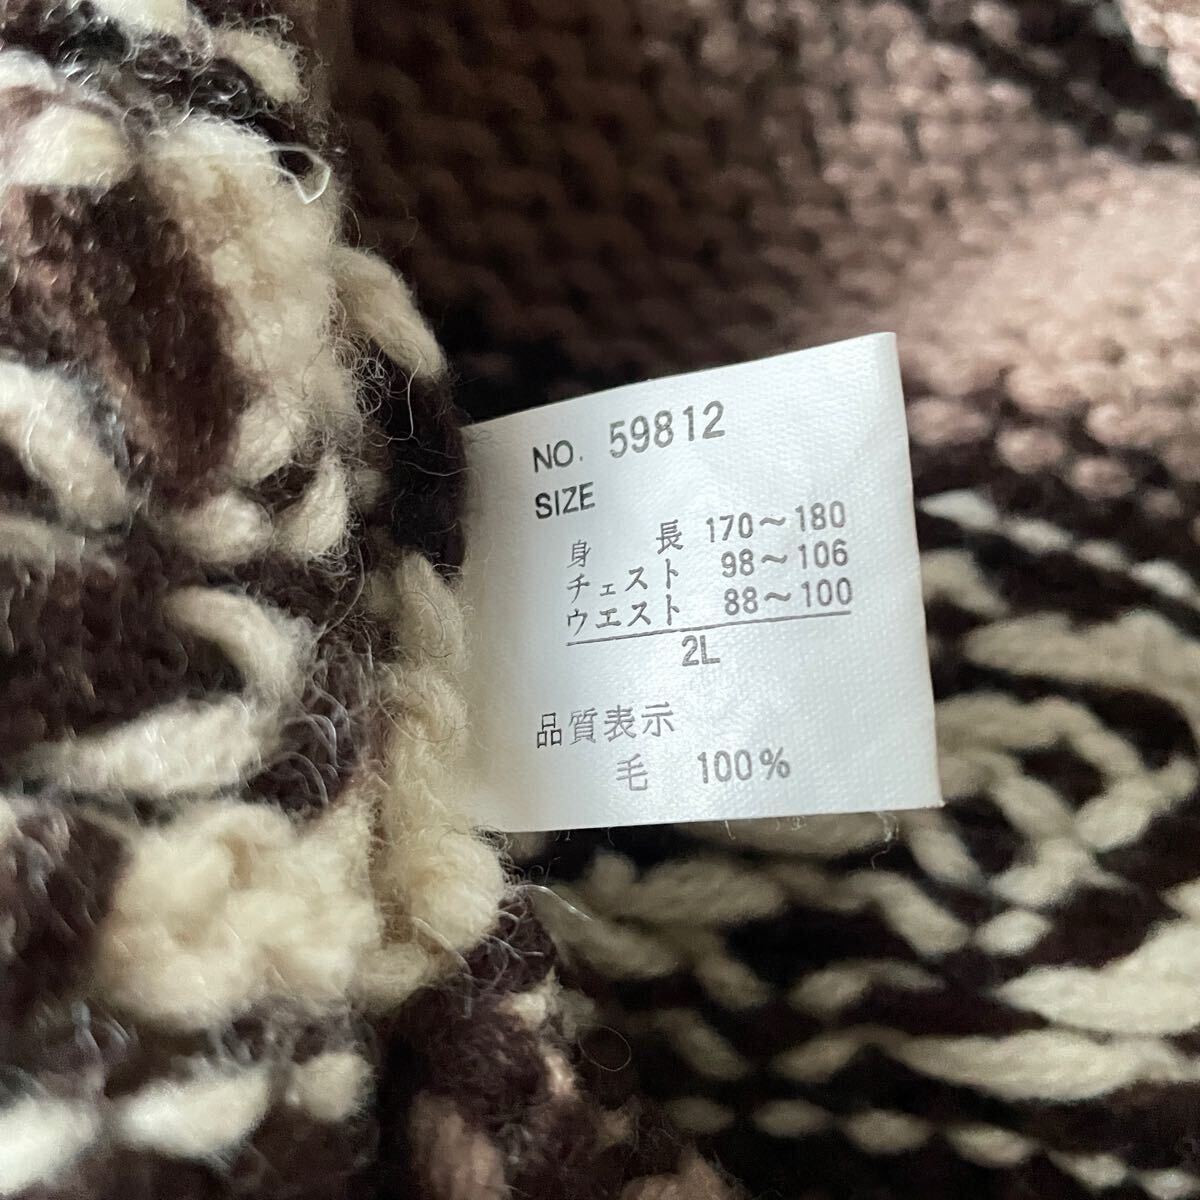 NO. 59812
SIZE
身長 170〜180
チェスト 98〜106
ウエスト 88〜100
2L
品質表示
毛 100%